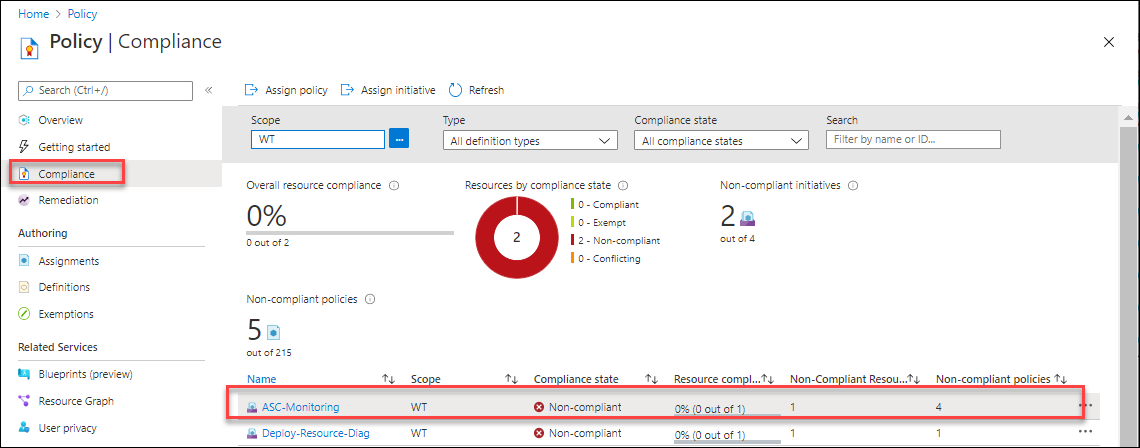 Home > Policy
Policy | Compliance
Search (Ctrl+/)
Overview
Getting started
Compliance
Remediation
Authoring
Assignments
Definitions
Exemptions
Related Services
Blueprints (preview)
Resource Graph
User privacy
Assign policy Assign initiative Refresh
Scope Type Compliance state Search
WT ... All definition types All compliance states Filter by name or ID...
Overall resource compliance
0%
0 out of 2
Resources by compliance state
2
0 - Compliant
0 - Exempt
2 - Non-compliant
0 - Conflicting
Non-compliant initiatives
2
out of 4
Non-compliant policies
5
out of 215
Name Scope Compliance state Resource compl... Non-Compliant Resou... Non-compliant policies
ASC-Monitoring WT Non-compliant 0% (0 out of 1) 1 4 ...
Deploy-Resource-Diag WT Non-compliant 0% (0 out of 1) 1 1 ...